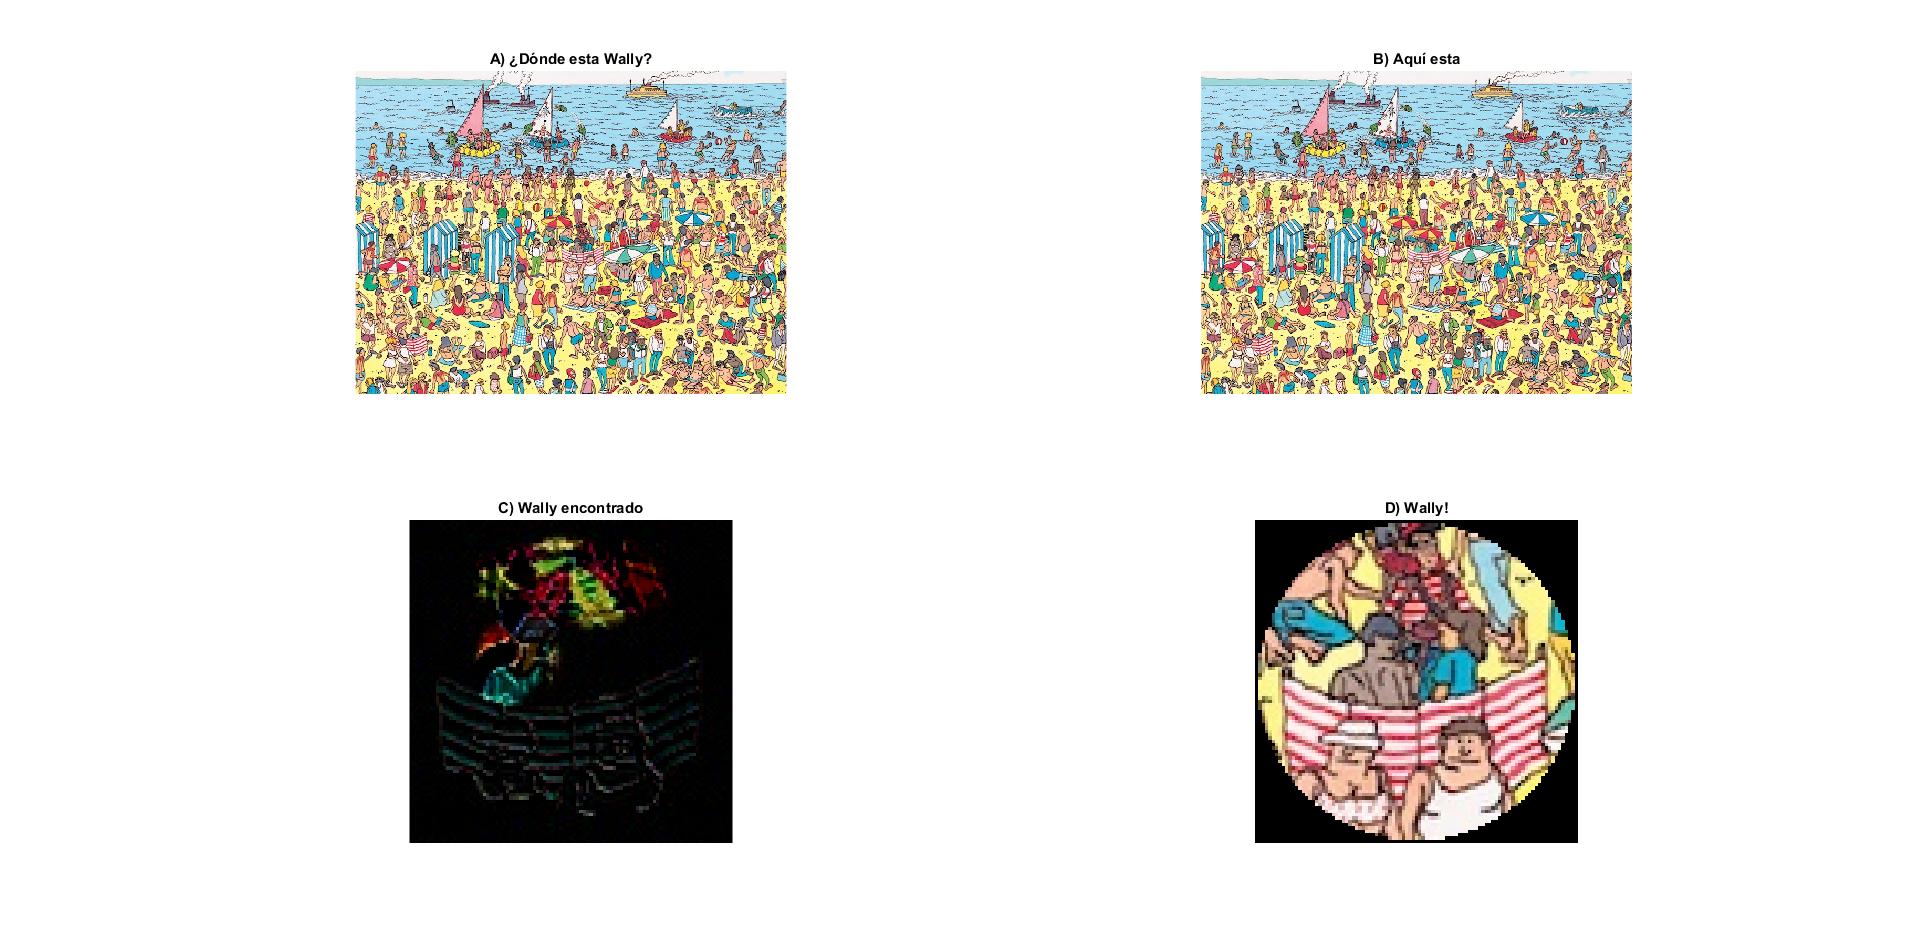 A) ¿Dónde esta Wally?
B) Aquí esta
C) Wally encontrado
D) Wally!